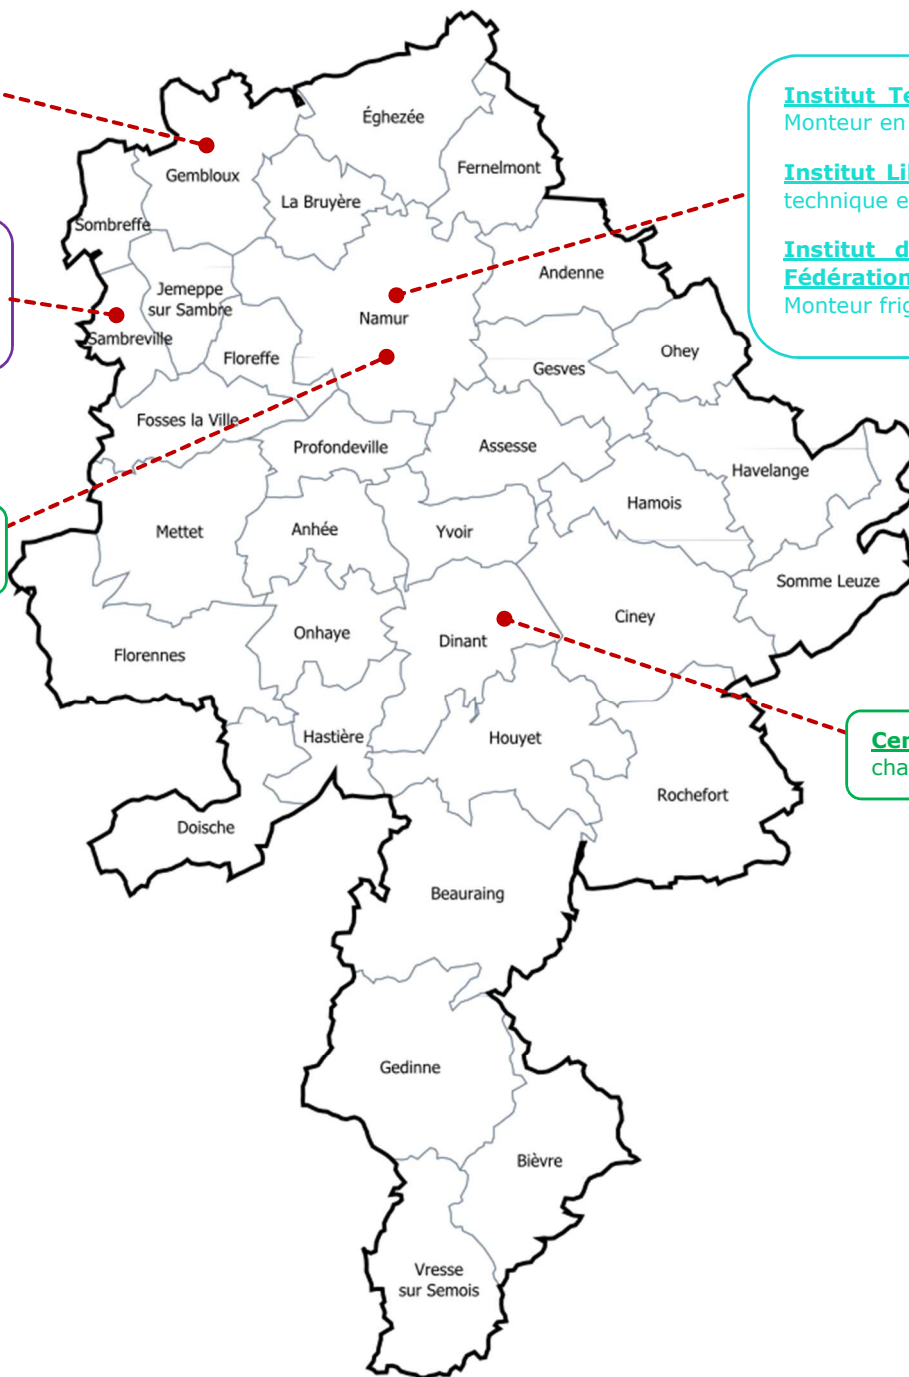 Éghezée
Fernelmont
Gembloux
La Bruyère
Sombreffe
Andenne
Jemeppe
sur Sambre
Namur
Sambreville
Floreffe
Gesves
Ohey
Fosses la Ville
Profondeville
Assesse
Havelange
Hamois
Mettet
Anhée
Yvoir
Somme Leuze
Ciney
Onhaye
Dinant
Florennes
Hastière
Houyet
Rochefort
Doische
Beauraing
Gedinne
Bièvre
Vresse
sur Semois
Institut Te
Monteur en
Institut Li
technique e
Institut d
Fédération
Monteur frig
Cer
cha